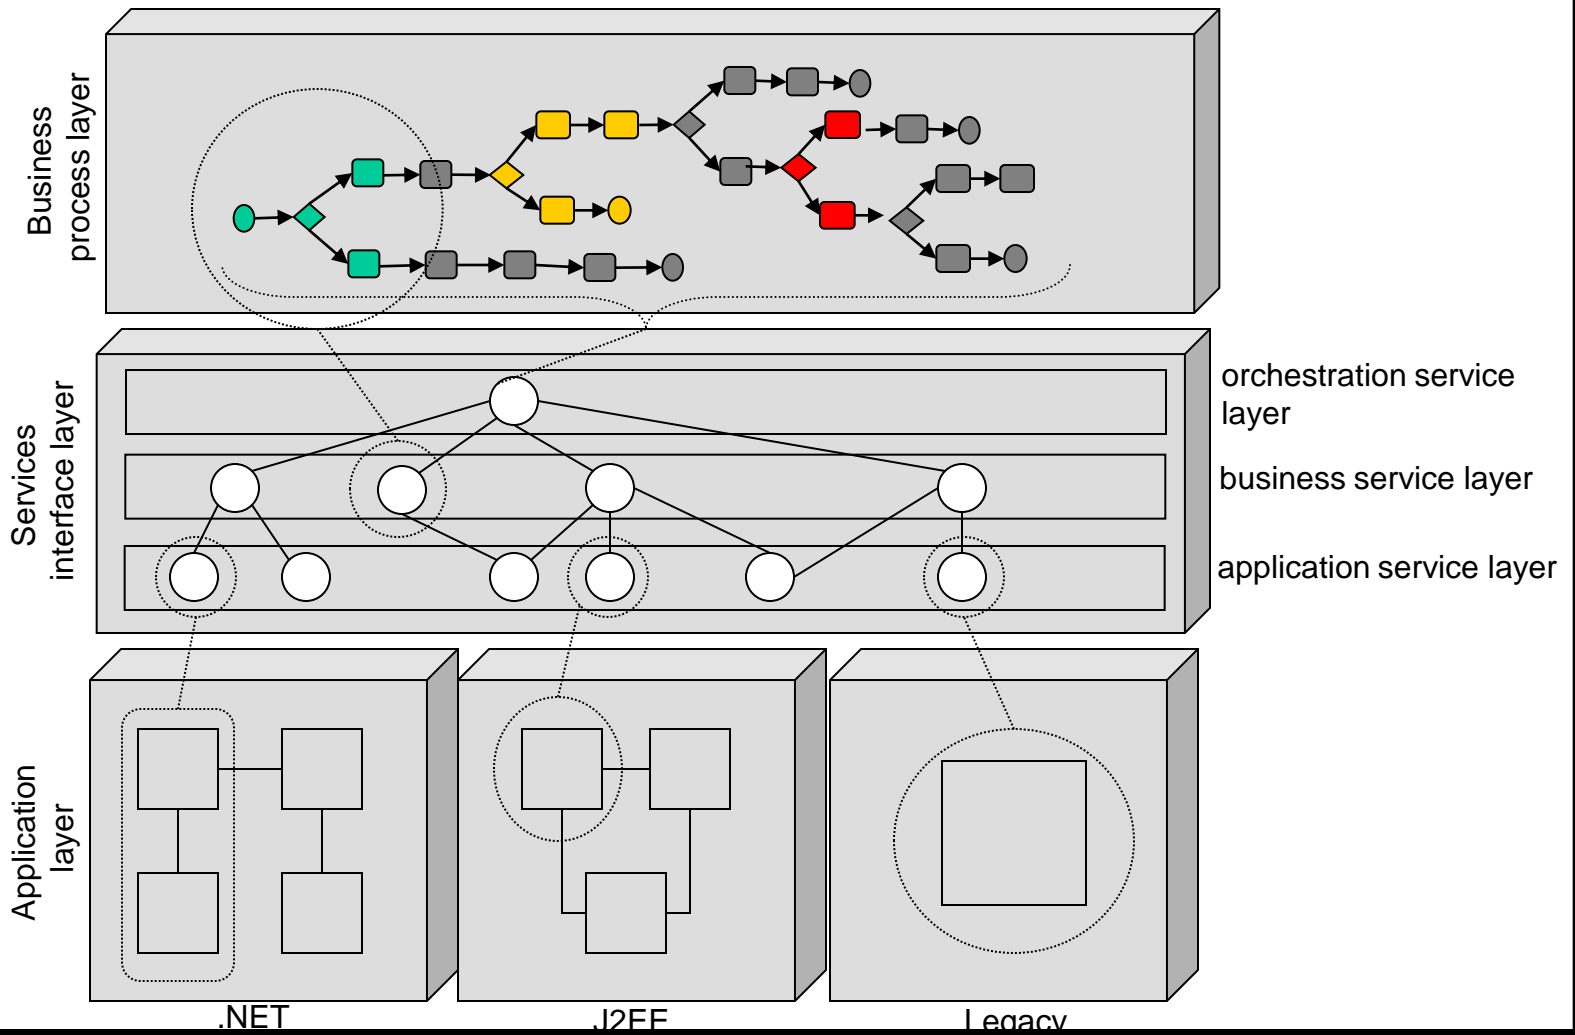 Business
process layer
Services
interface layer
orchestration service
layer
business service layer
application service layer
Application
layer
.NET
J2EE
Legacy